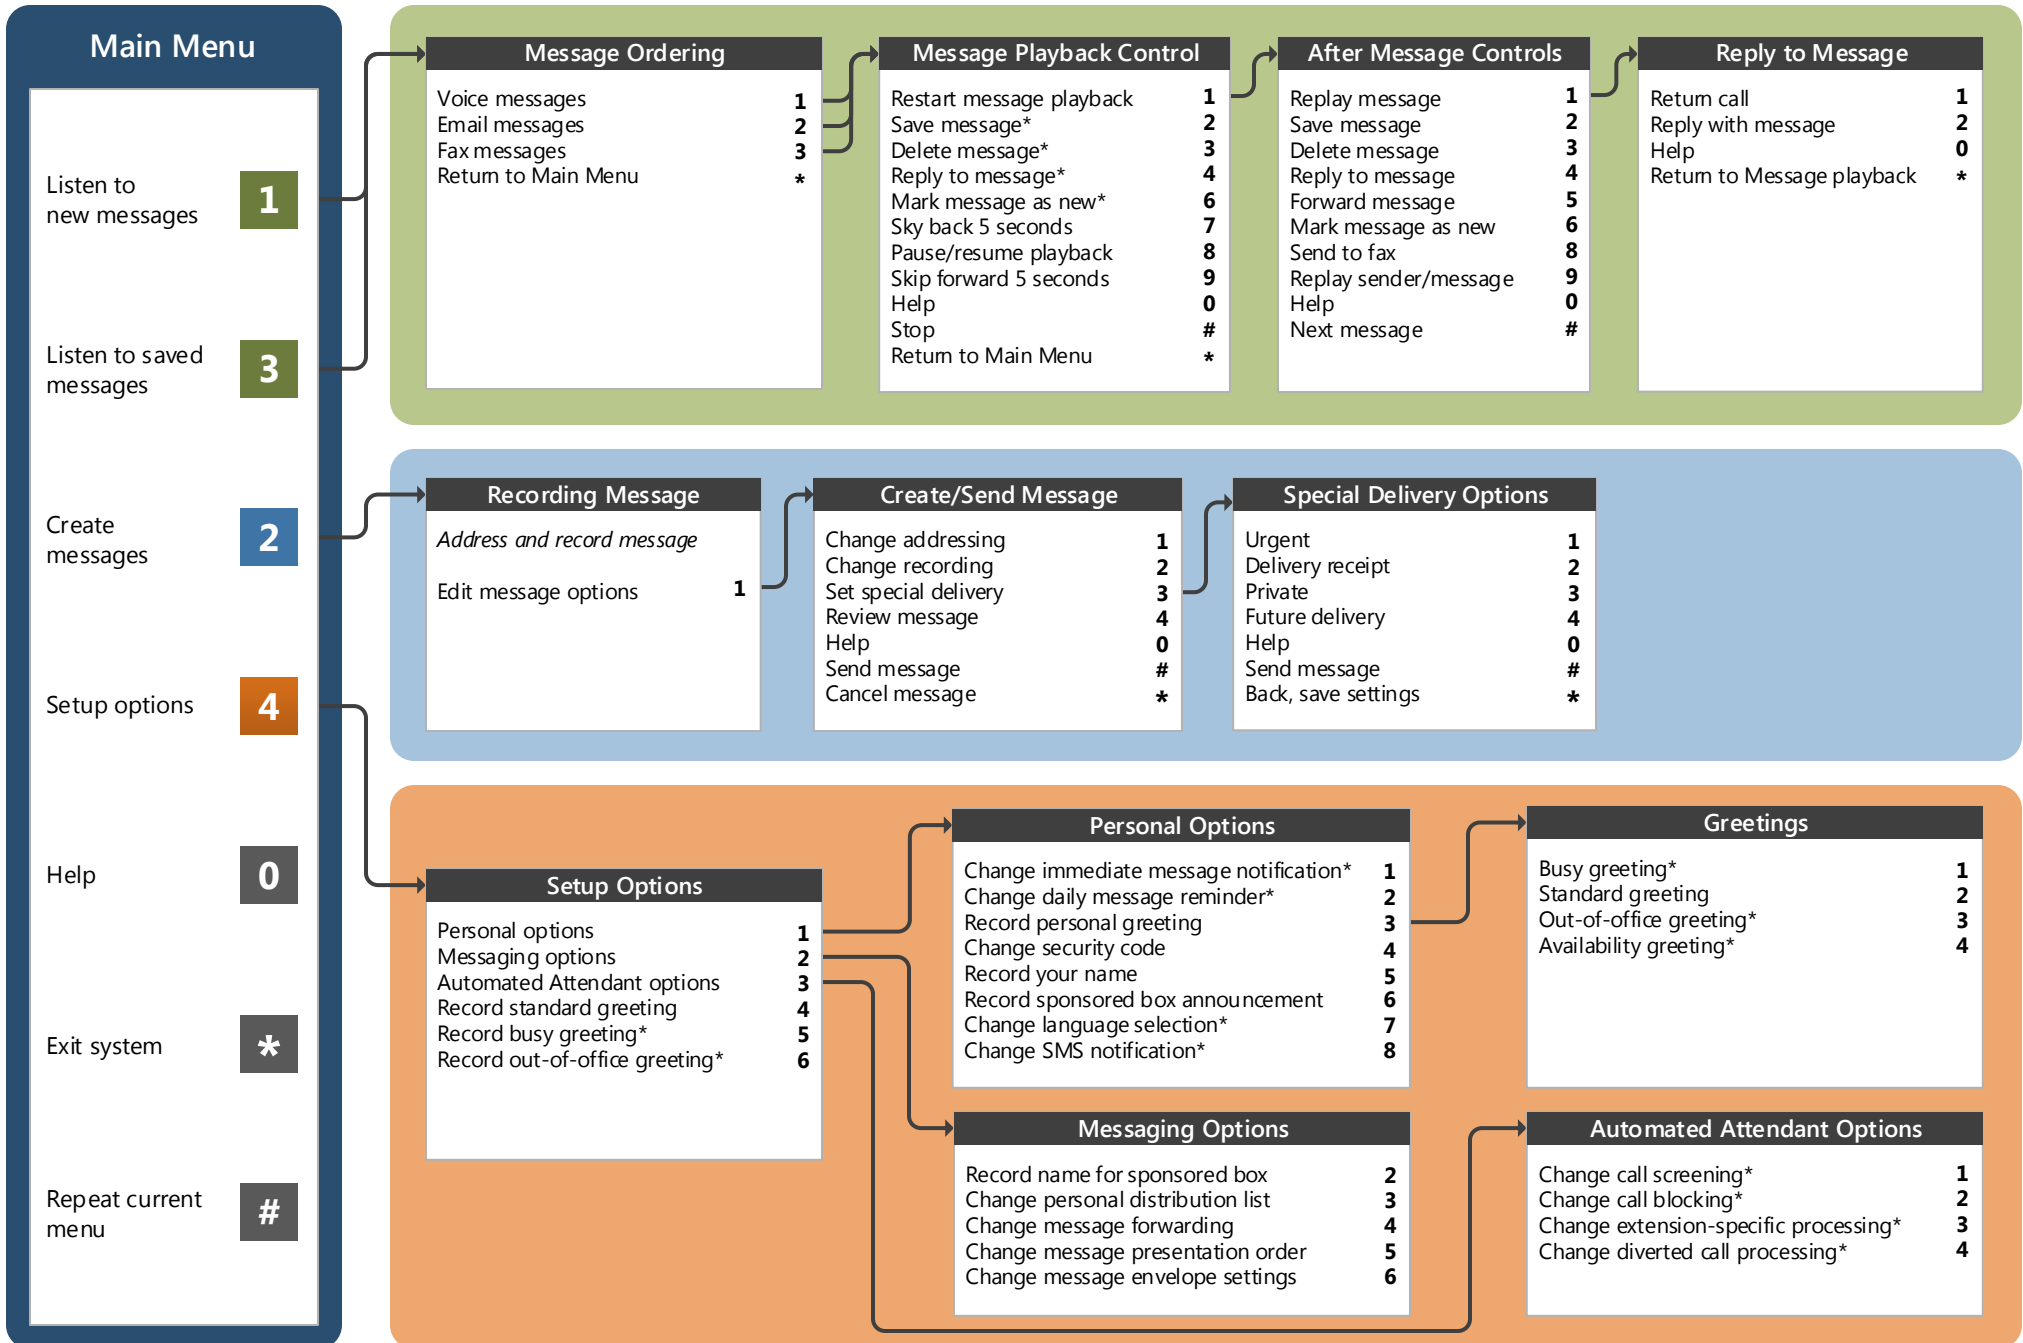 Main Menu
Listen to
new messages 1
Listen to saved
messages 3
Create
messages 2
Setup options 4
Help 0
Exit system *
Repeat current
menu #
Message Ordering
Voice messages 1
Email messages 2
Fax messages 3
Return to Main Menu *
Message Playback Control
Restart message playback 1
Save message* 2
Delete message* 3
Reply to message* 4
Mark message as new* 6
Sky back 5 seconds 7
Pause/resume playback 8
Skip forward 5 seconds 9
Help 0
Stop #
Return to Main Menu *
After Message Controls
Replay message 1
Save message 2
Delete message 3
Reply to message 4
Forward message 5
Mark message as new 6
Send to fax 8
Replay sender/message 9
Help 0
Next message #
Reply to Message
Return call 1
Reply with message 2
Help 0
Return to Message playback *
Recording Message
Address and record message
Edit message options 1
Create/Send Message
Change addressing 1
Change recording 2
Set special delivery 3
Review message 4
Help 0
Send message #
Cancel message *
Special Delivery Options
Urgent 1
Delivery receipt 2
Private 3
Future delivery 4
Help 0
Send message #
Back, save settings *
Setup Options
Personal options 1
Messaging options 2
Automated Attendant options 3
Record standard greeting 4
Record busy greeting* 5
Record out-of-office greeting* 6
Personal Options
Change immediate message notification* 1
Change daily message reminder* 2
Record personal greeting 3
Change security code 4
Record your name 5
Record sponsored box announcement 6
Change language selection* 7
Change SMS notification* 8
Greetings
Busy greeting* 1
Standard greeting 2
Out-of-office greeting* 3
Availability greeting* 4
Messaging Options
Record name for sponsored box 2
Change personal distribution list 3
Change message forwarding 4
Change message presentation order 5
Change message envelope settings 6
Automated Attendant Options
Change call screening* 1
Change call blocking* 2
Change extension-specific processing* 3
Change diverted call processing* 4